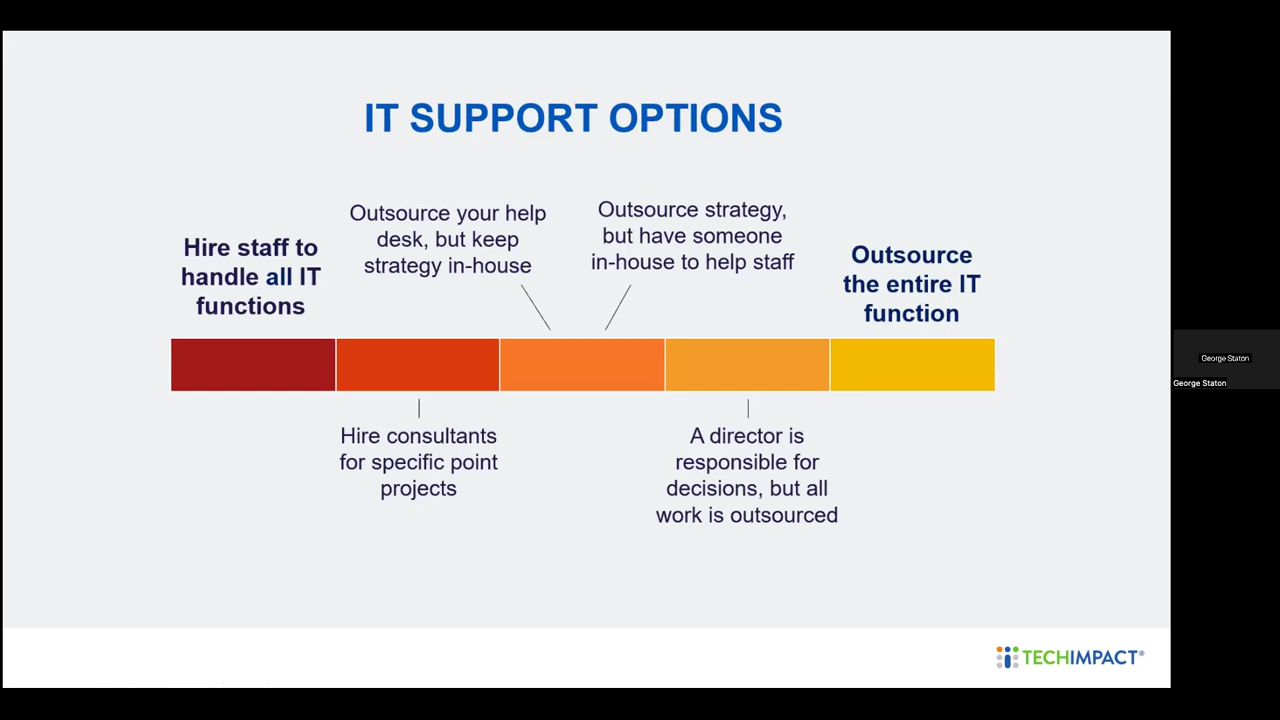 IT SUPPORT OPTIONS
Hire staff to
handle all IT
functions
Outsource your help
desk, but keep
strategy in-house
Outsource strategy,
but have someone
in-house to help staff
Outsource
the entire IT
function
Hire consultants
for specific point
projects
A director is
responsible for
decisions, but all
work is outsourced
George Staton
George Staton
TECHIMPACT®